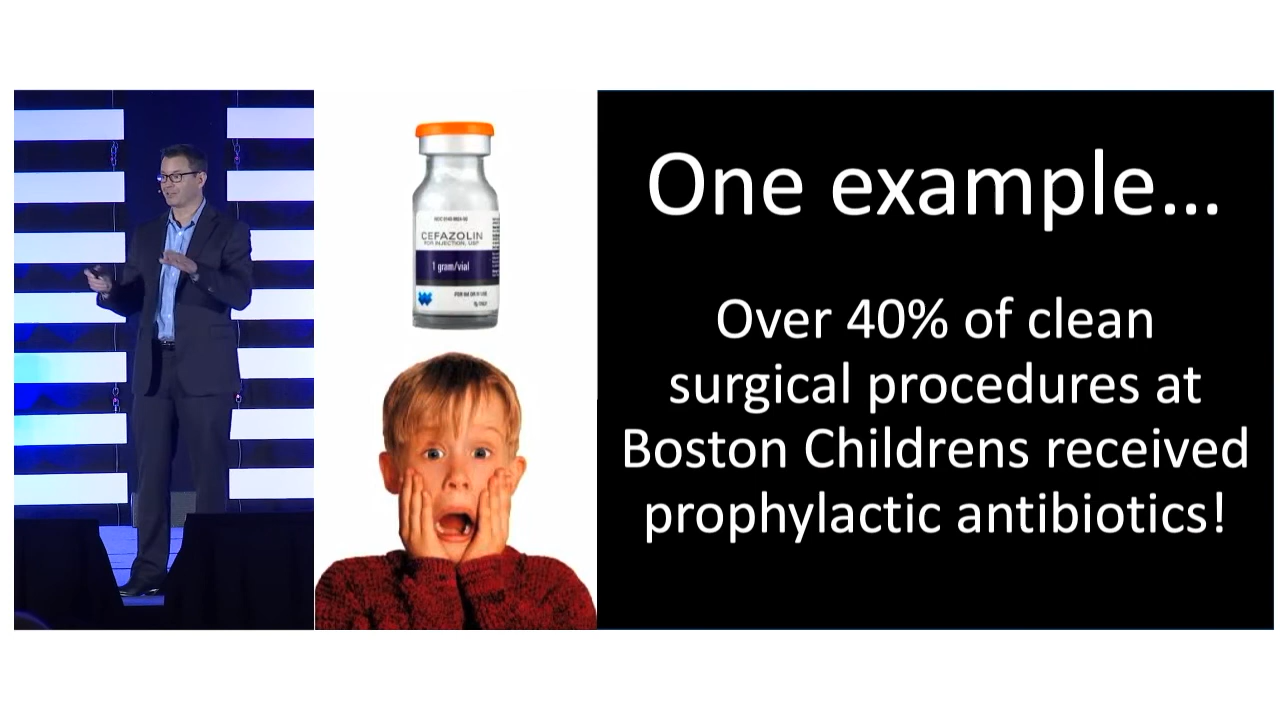 CEFAZOLIN
FOR INJECTION, USP
1 gram/vial
One example...
Over 40% of clean
surgical procedures at
Boston Childrens received
prophylactic antibiotics!